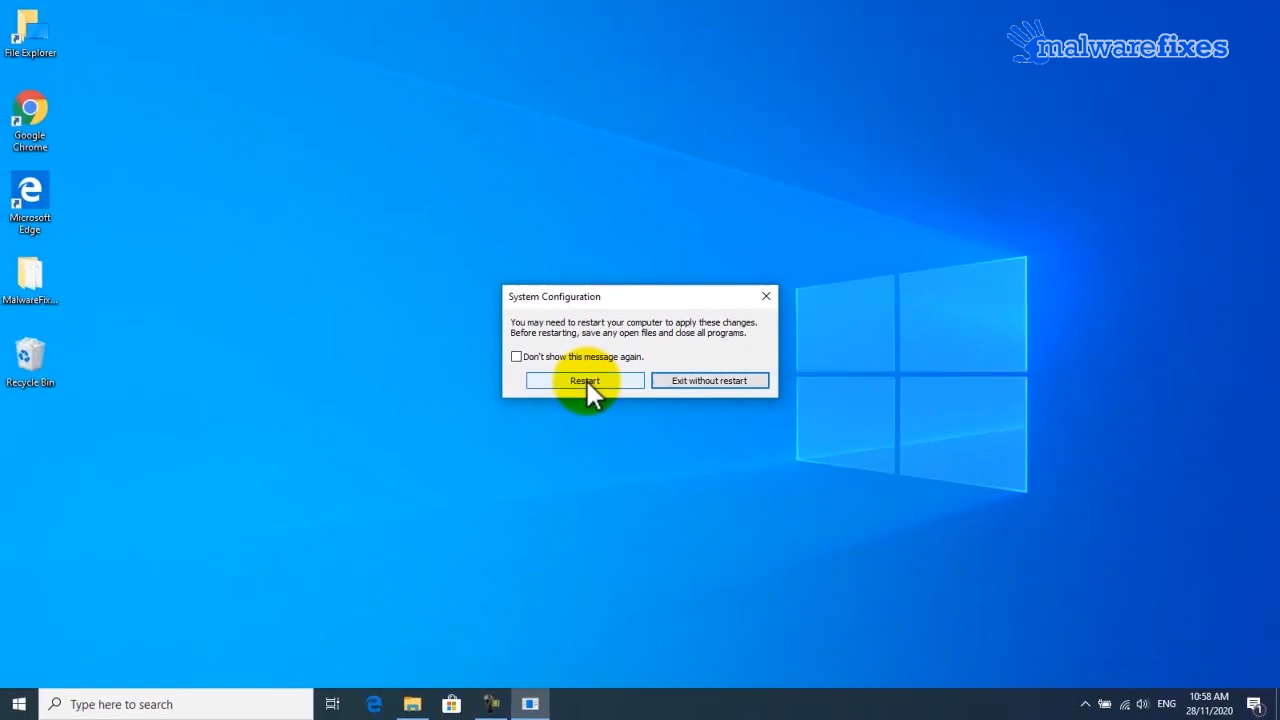 File Explorer
malwarefixes
Google
Chrome
Microsoft
Edge
MalwareFix...
Recycle Bin
System Configuration
You may need to restart your computer to apply these changes.
Before restarting, save any open files and close all programs.
Don't show this message again.
Restart
Exit without restart
Type here to search
ENG
10:58 AM
28/11/2020
1